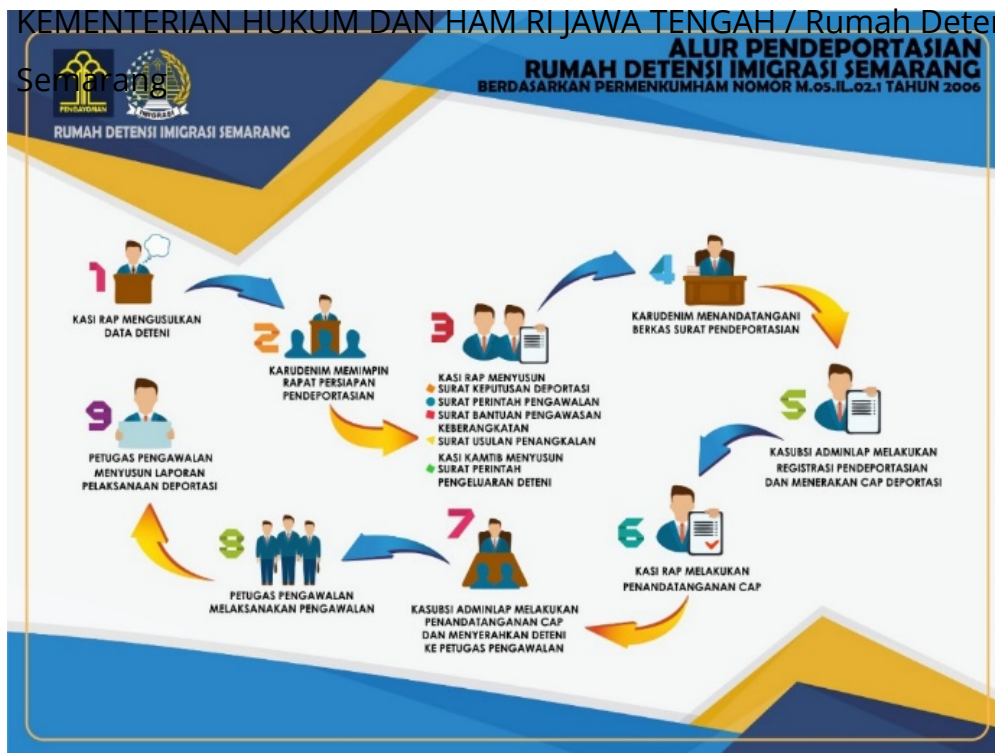 KEMENTERIAN HUKUM DAN HAM RI JAWA TENGAH / Rumah
Semarang
ALUR PENDEPORTASIAN
RUMAH DETENSI IMIGRASI SEMARANG
BERDASARKAN PERMENKUMHAM NOMOR M.05.IL.02.1 TAHUN 2006
PENGAYOMAN
IMIGRASI
RUMAH DETENSI IMIGRASI SEMARANG
1
KASI RAP MENGUSULKAN
DATA DETENI
2
KARUDENIM MEMIMPIN
RAPAT PERSIAPAN
PENDEPORTASIAN
3
KASI RAP MENYUSUN
SURAT KEPUTUSAN DEPORTASI
SURAT PERINTAH PENGAWALAN
SURAT BANTUAN PENGAWASAN
KEBERANGKATAN
SURAT USULAN PENANGKALAN
KASI KAMTIB MENYUSUN
SURAT PERINTAH
PENGELUARAN DETENI
4
KARUDENIM MENANDATANGANI
BERKAS SURAT PENDEPORTASIAN
5
KASUBSI ADMINLAP MELAKUKAN
REGISTRASI PENDEPORTASIAN
DAN MENERAKAN CAP DEPORTASI
6
KASI RAP MELAKUKAN
PENANDATANGANAN CAP
7
KASUBSI ADMINLAP MELAKUKAN
PENANDATANGANAN CAP
DAN MENYERAHKAN DETENI
KE PETUGAS PENGAWALAN
8
PETUGAS PENGAWALAN
MELAKSANAKAN PENGAWALAN
9
PETUGAS PENGAWALAN
MENYUSUN LAPORAN
PELAKSANAAN DEPORTASI